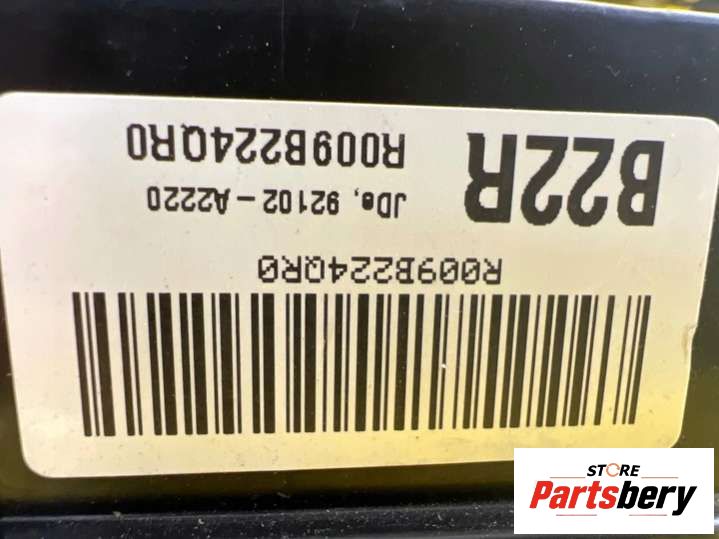 R009B224QR0
B22R
JDe, 92102-A2220
R009B224QR0
STORE
Partsbery